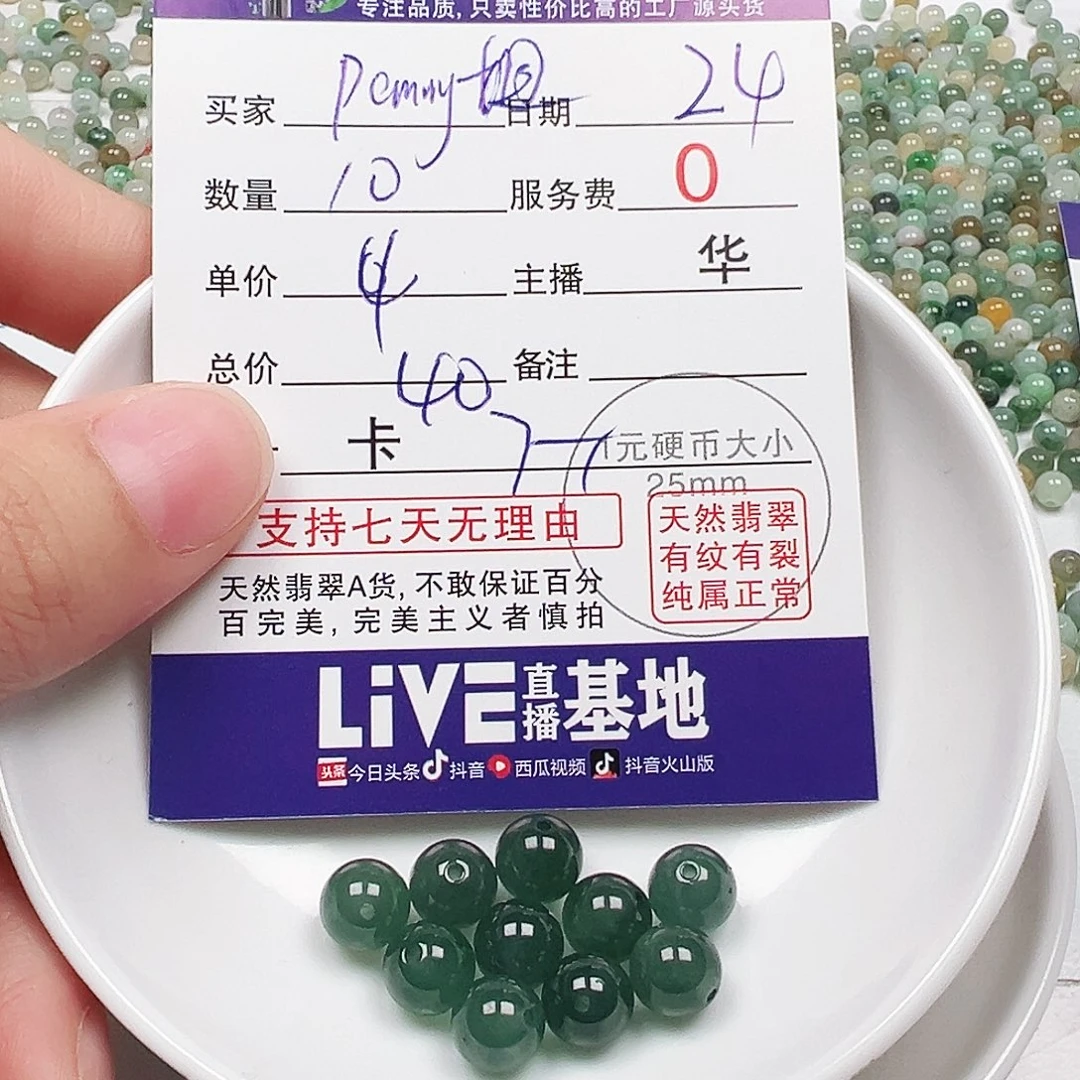 专注品质,只卖性价比高的工厂源头货
买家 Penny 日期 24
数量 10 服务费 0
单价 4 主播 华
总价 40 备注
卡
1元硬币大小
25mm
支持七天无理由
天然翡翠
有纹有裂
纯属正常
天然翡翠A货,不敢保证百分
百完美,完美主义者慎拍
LiVE直播基地
头条 今日头条 抖音 西瓜视频 抖音火山版